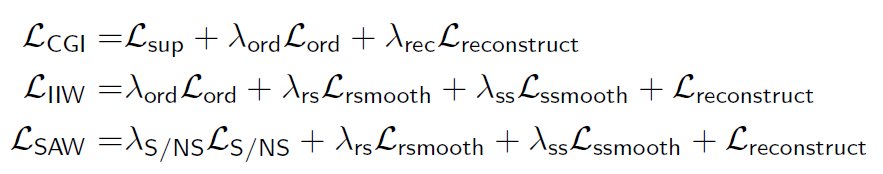 ℒ_CGI =ℒ_sup + λ_ord ℒ_ord + λ_rec ℒ_reconstruct
ℒ_IIW =λ_ord ℒ_ord + λ_rs ℒ_rsmooth + λ_ss ℒ_ssmooth + ℒ_reconstruct
ℒ_SAW =λ_S/NS ℒ_S/NS + λ_rs ℒ_rsmooth + λ_ss ℒ_ssmooth + ℒ_reconstruct